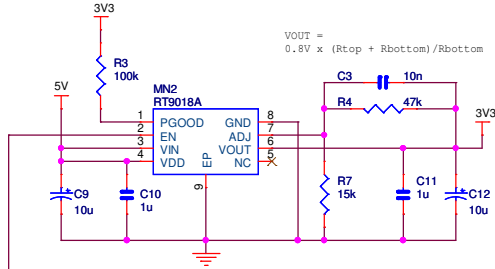 3V3
VOUT =
0.8V x (Rtop + Rbottom)/Rbottom
R3
100k
C3 10n
5V
MN2
RT9018A
R4 47k
3V3
1 PGOOD GND 8
2 EN ADJ 7
3 VIN VOUT 6
4 VDD NC 5
EP
9
C9
10u
C10
1u
R7
15k
C11
1u
C12
10u